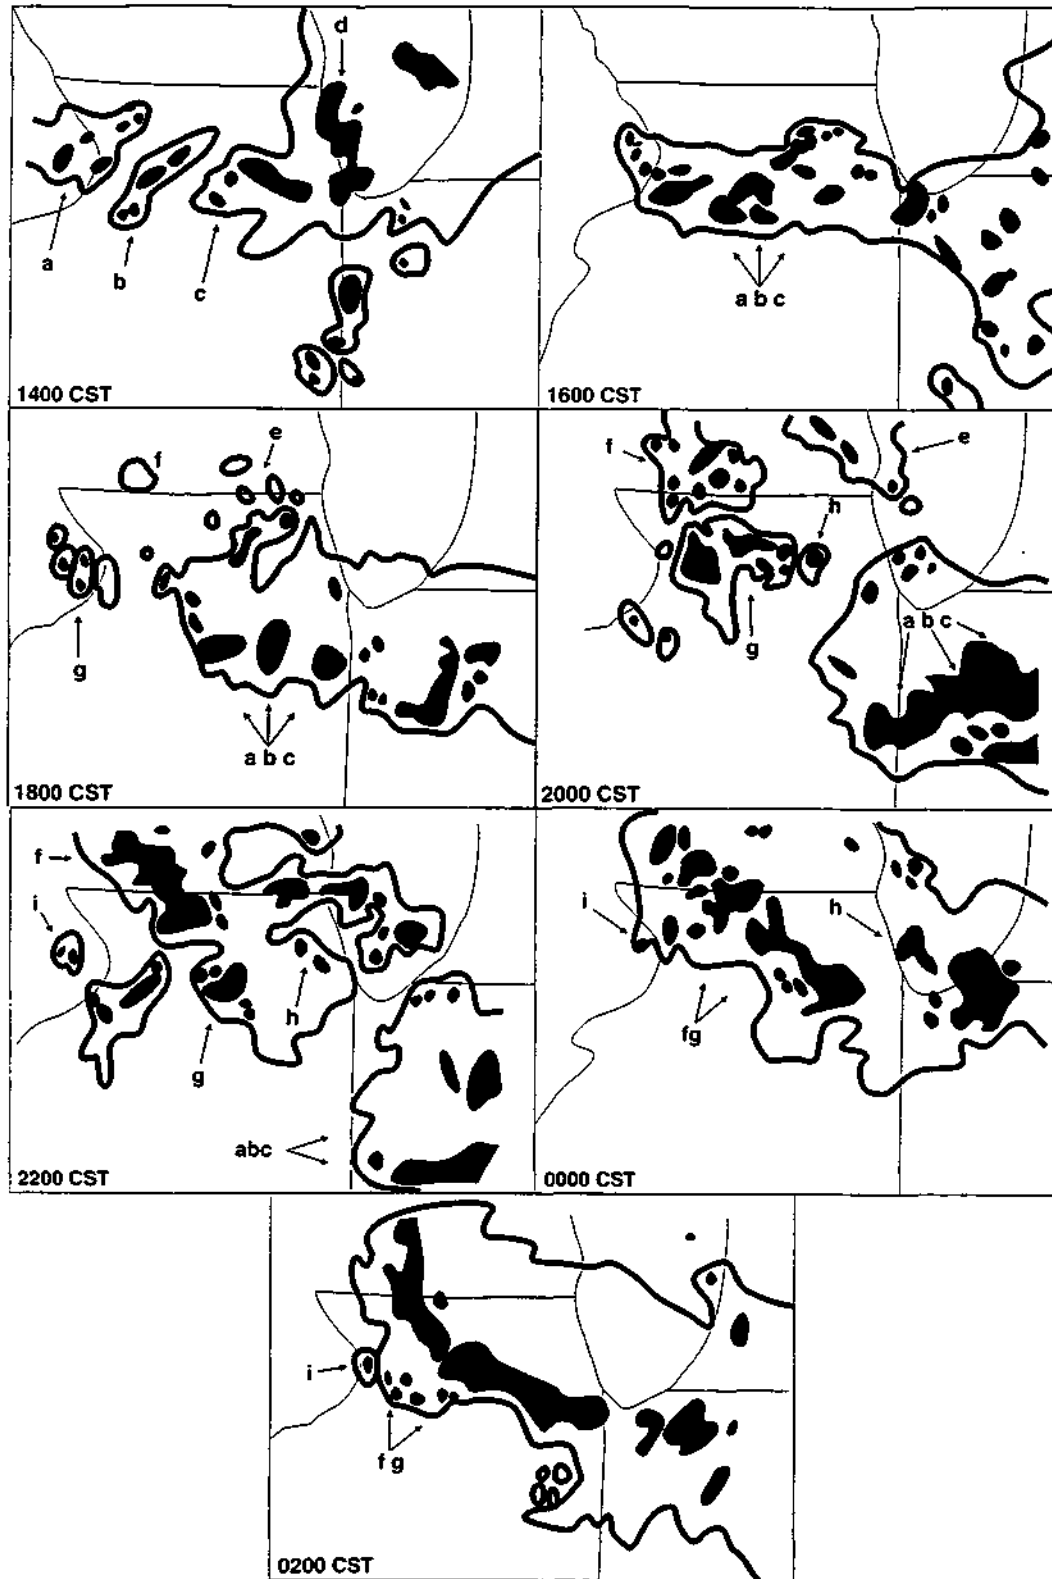 d
a
b
c
1400 CST
a b c
1600 CST
e
f
g
a b c
1800 CST
f
e
h
g
a b c
2000 CST
f
i
h
g
abc
2200 CST
i
h
fg
0000 CST
i
f g
0200 CST